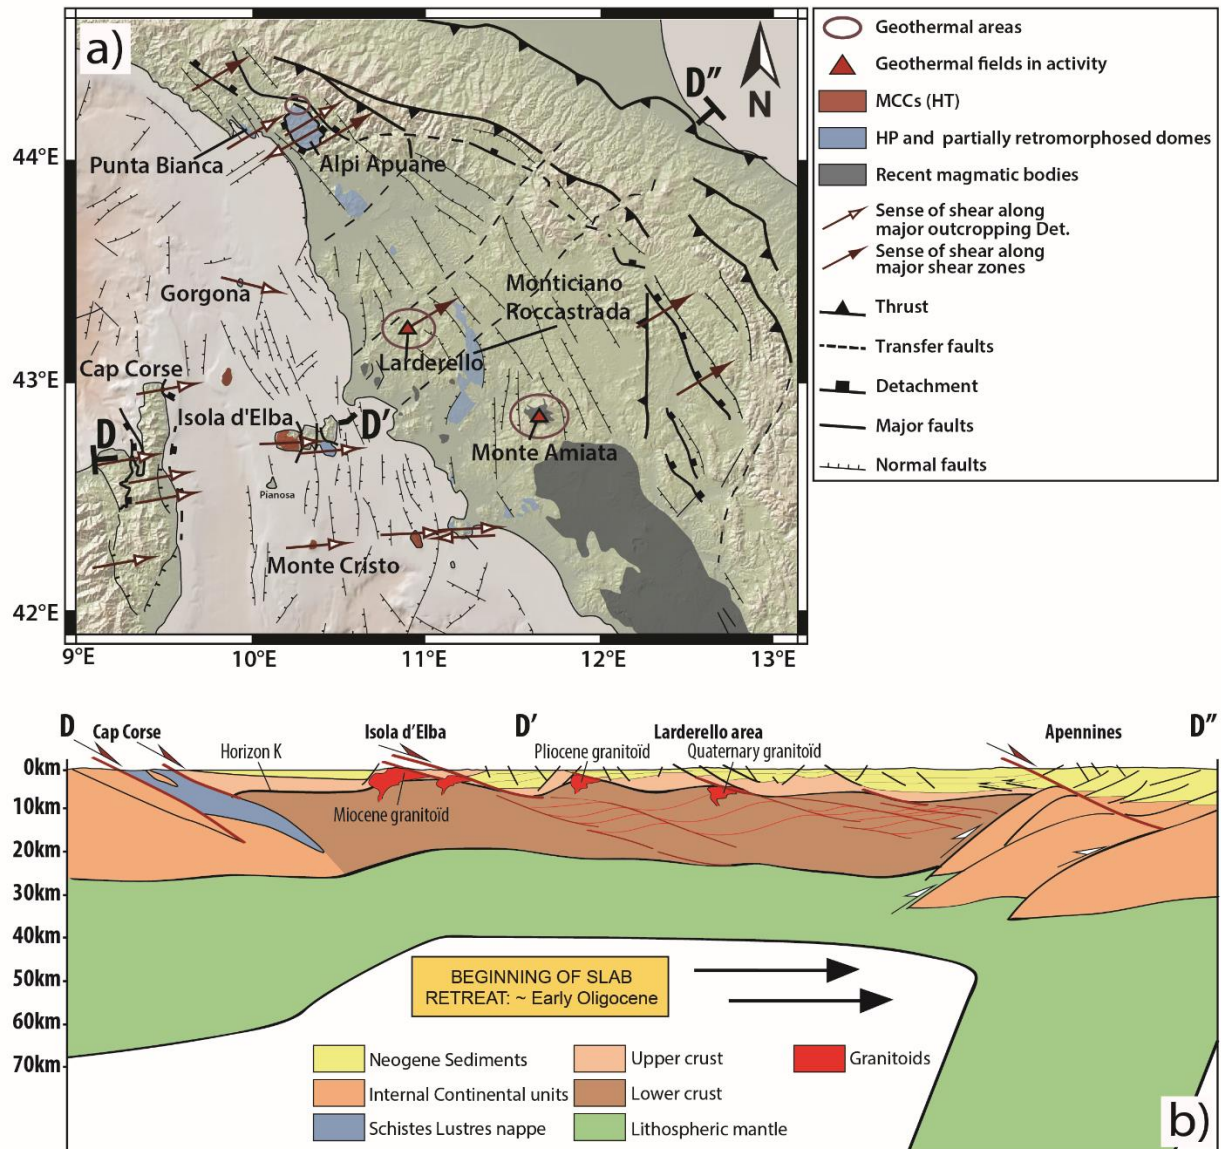 a)
D"
N
44°E
Punta Bianca
Alpi Apuane
Gorgona
Monticiano
Roccastrada
43°E
Cap Corse
Larderello
Isola d'Elba
D'
D
Monte Amiata
Pianosa
Monte Cristo
42°E
9°E
10°E
11°E
12°E
13°E
Geothermal areas
Geothermal fields in activity
MCCs (HT)
HP and partially retromorphosed domes
Recent magmatic bodies
Sense of shear along
major outcropping Det.
Sense of shear along
major shear zones
Thrust
Transfer faults
Detachment
Major faults
Normal faults
D
Cap Corse
Horizon K
Isola d'Elba
D'
Pliocene granitoïd
Larderello area
Quaternary granitoïd
Apennines
D"
0km
10km
20km
30km
40km
50km
60km
70km
Miocene granitoïd
BEGINNING OF SLAB
RETREAT: ~ Early Oligocene
Neogene Sediments
Upper crust
Granitoids
Internal Continental units
Lower crust
Schistes Lustres nappe
Lithospheric mantle
b)